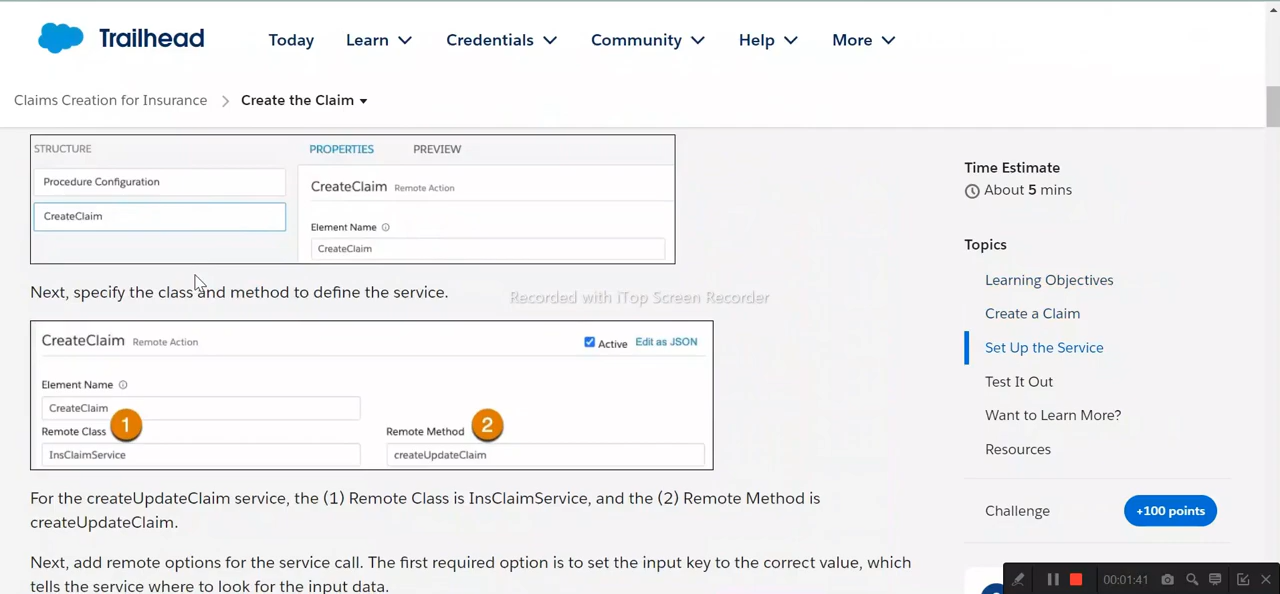 Trailhead
Today Learn Credentials Community Help More
Claims Creation for Insurance Create the Claim
STRUCTURE
Procedure Configuration
CreateClaim
PROPERTIES PREVIEW
CreateClaim Remote Action
Element Name
CreateClaim
Next, specify the class and method to define the service.
Recorded with iTop Screen Recorder
CreateClaim Remote Action
Active Edit as JSON
Element Name
CreateClaim
Remote Class 1
InsClaimService
Remote Method 2
createUpdateClaim
For the createUpdateClaim service, the (1) Remote Class is InsClaimService, and the (2) Remote Method is
createUpdateClaim.
Next, add remote options for the service call. The first required option is to set the input key to the correct value, which
tells the service where to look for the input data.
Time Estimate
About 5 mins
Topics
Learning Objectives
Create a Claim
Set Up the Service
Test It Out
Want to Learn More?
Resources
Challenge +100 points
00:01:41